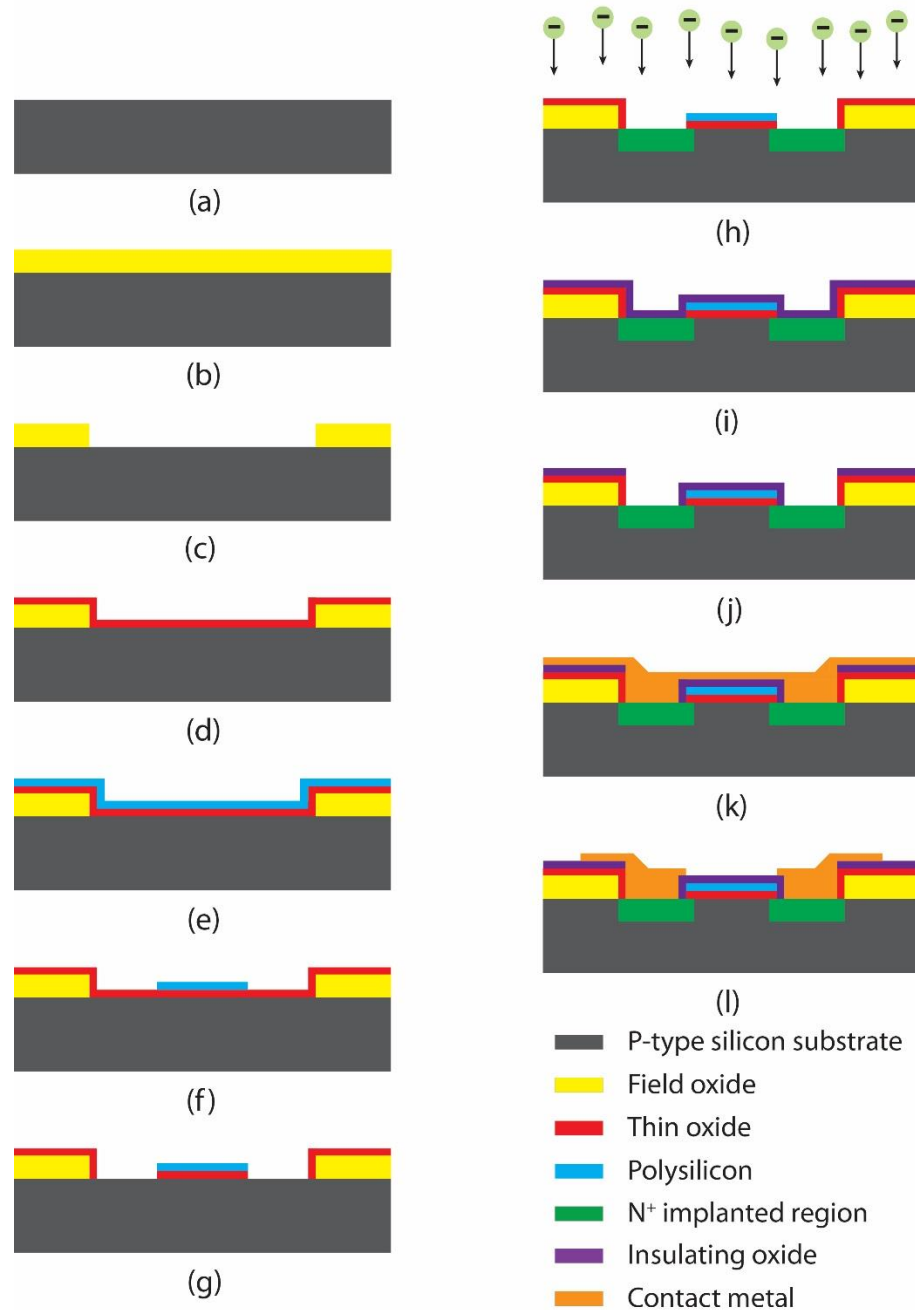 (a)
(b)
(c)
(d)
(e)
(f)
(g)
− − − − − − − − −
(h)
(i)
(j)
(k)
(l)
P-type silicon substrate
Field oxide
Thin oxide
Polysilicon
N⁺ implanted region
Insulating oxide
Contact metal